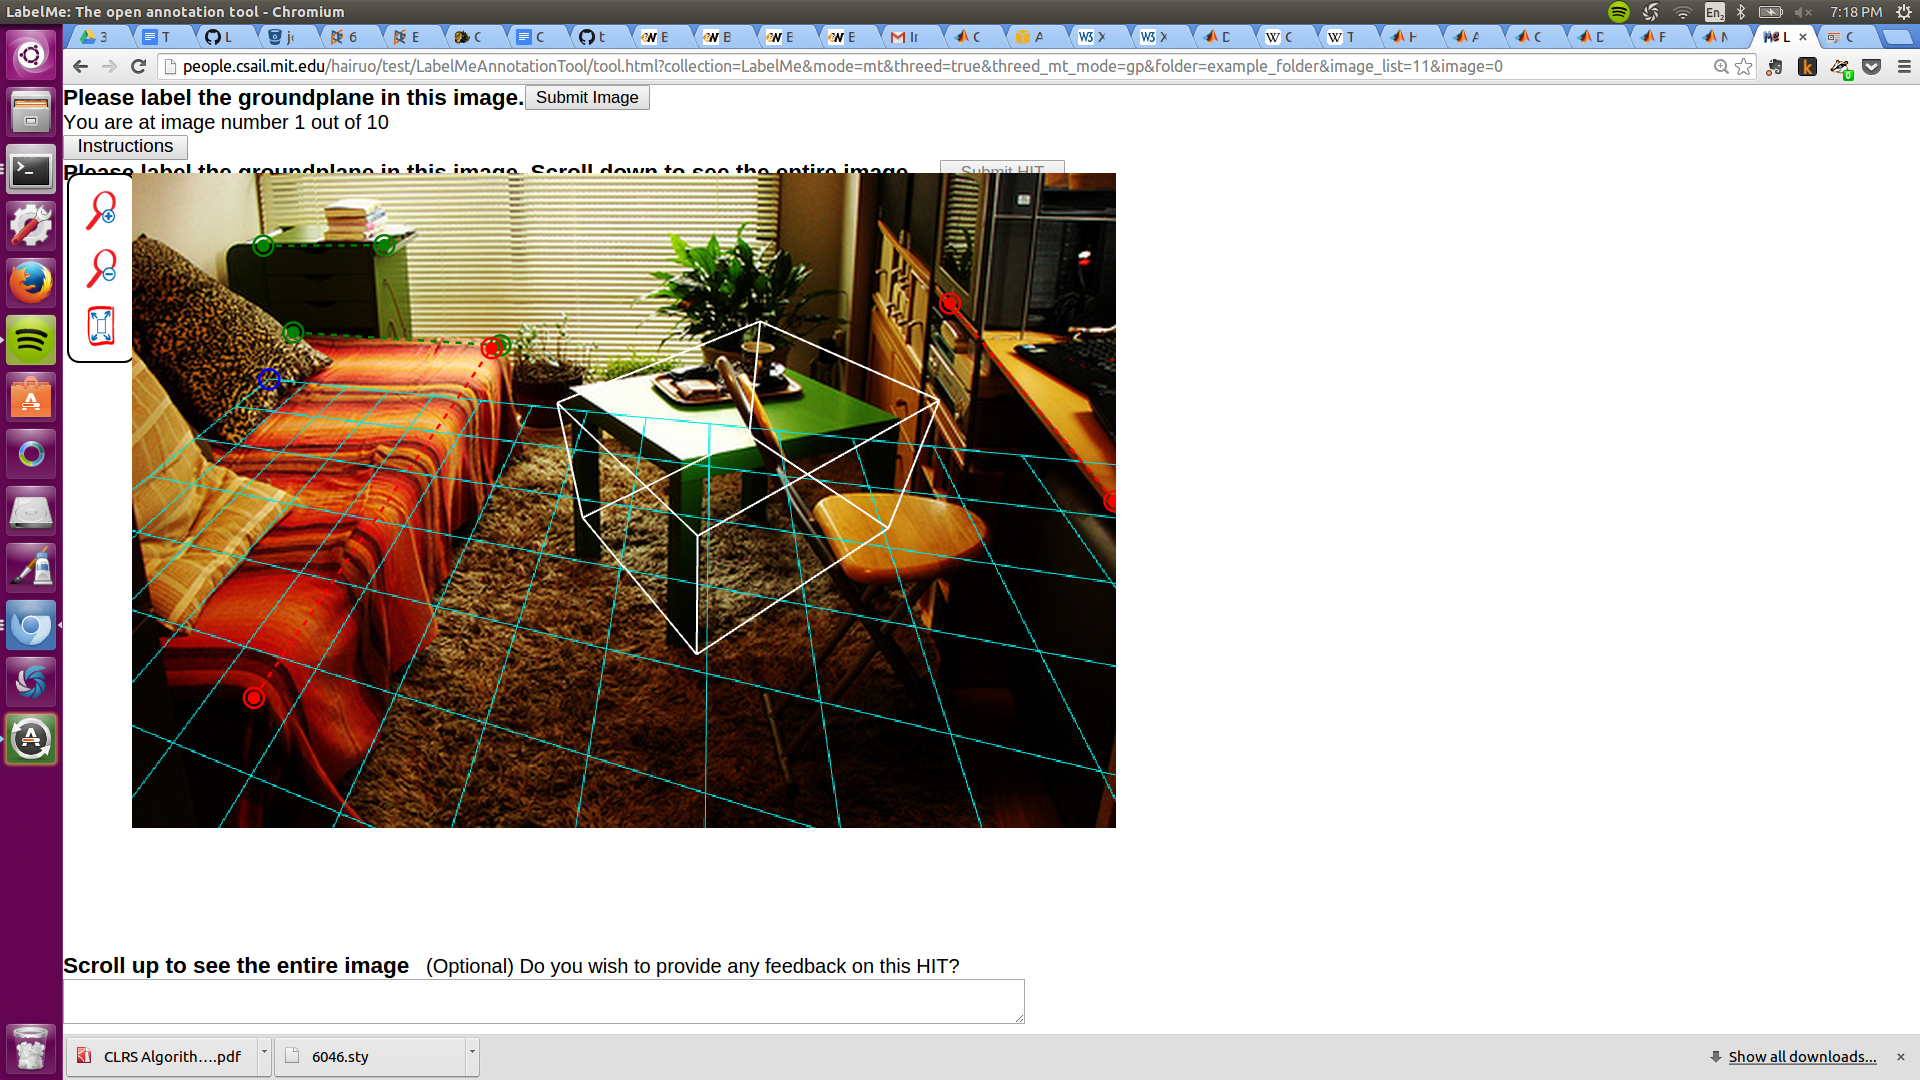 LabelMe: The open annotation tool - Chromium
En₂
7:18 PM
3
T
L
6
E
C
C
t
E
B
E
E
Ir
C
A
W3 X
W3 X
D
W C
W T
H
A
C
D
F
L
C
people.csail.mit.edu/hairuo/test/LabelMeAnnotationTool/tool.html?collection=LabelMe&mode=mt&threed=true&threed_mt_mode=gp&folder=example_folder&image_list=11&image=0
Please label the groundplane in this image. Submit Image
You are at image number 1 out of 10
Instructions
Please label the groundplane in this image. Scroll down to see the entire image Submit HIT
Scroll up to see the entire image (Optional) Do you wish to provide any feedback on this HIT?
CLRS Algorith....pdf
6046.sty
Show all downloads...